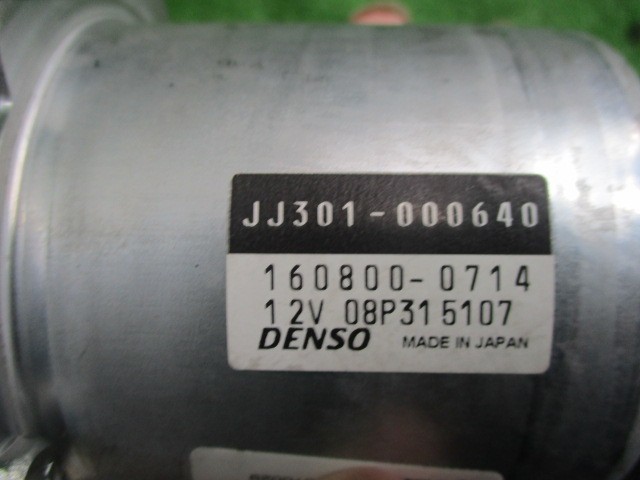 JJ301-000640
160800-0714
12V 08P315107
DENSO MADE IN JAPAN